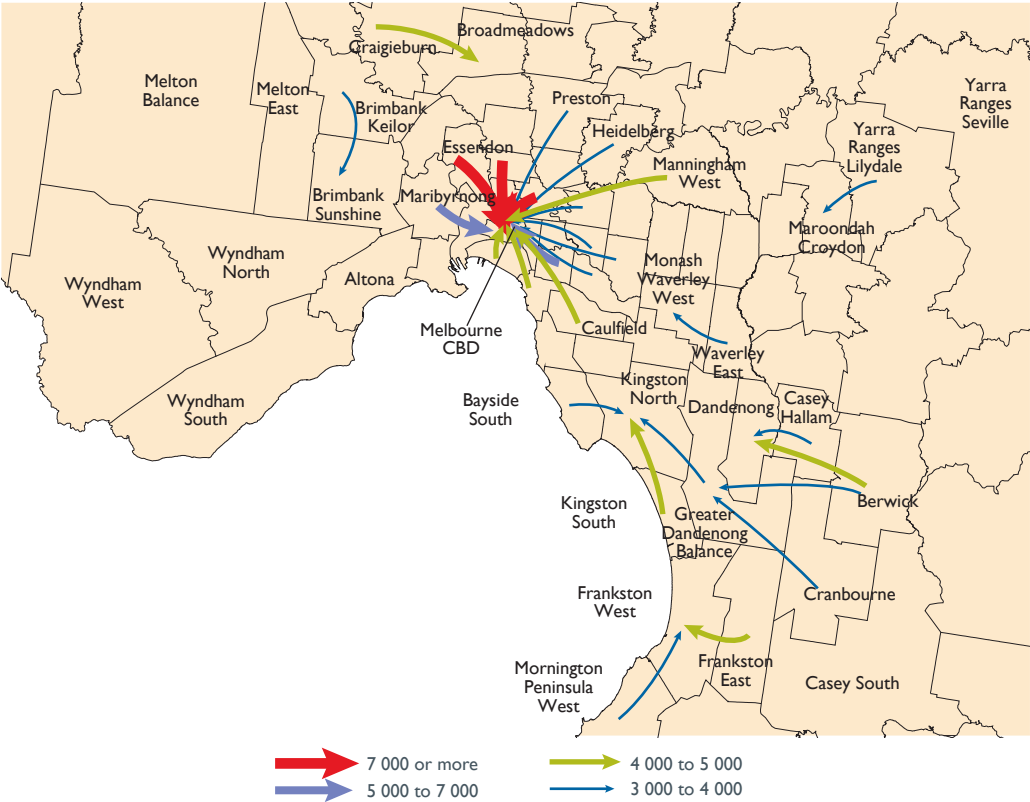 Broadmeadows
Craigieburn
Melton
Balance
Melton
East
Brimbank
Keilor
Preston
Heidelberg
Yarra
Ranges
Seville
Yarra
Ranges
Lilydale
Essendon
Manningham
West
Brimbank
Sunshine
Maribyrnong
Maroondah
Croydon
Wyndham
North
Wyndham
West
Altona
Monash
Waverley
West
Melbourne
CBD
Caulfield
Waverley
East
Wyndham
South
Bayside
South
Kingston
North
Dandenong
Casey
Hallam
Kingston
South
Greater
Dandenong
Balance
Berwick
Frankston
West
Cranbourne
Mornington
Peninsula
West
Frankston
East
Casey South
7 000 or more
4 000 to 5 000
5 000 to 7 000
3 000 to 4 000